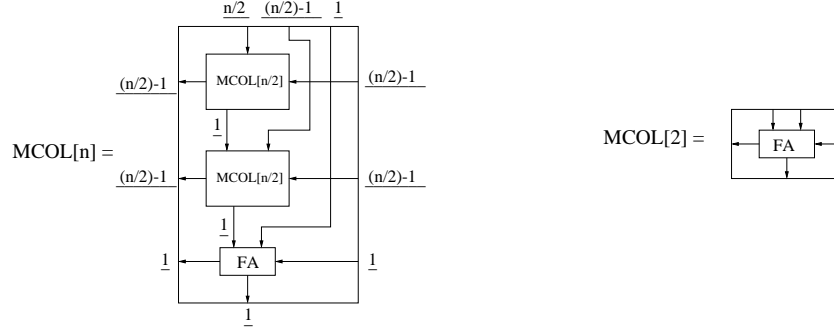 n/2 (n/2)-1 1
MCOL[n/2]
(n/2)-1 (n/2)-1
1
MCOL[n] =
MCOL[n/2]
(n/2)-1 (n/2)-1
1
1 FA 1
1
MCOL[2] =
FA